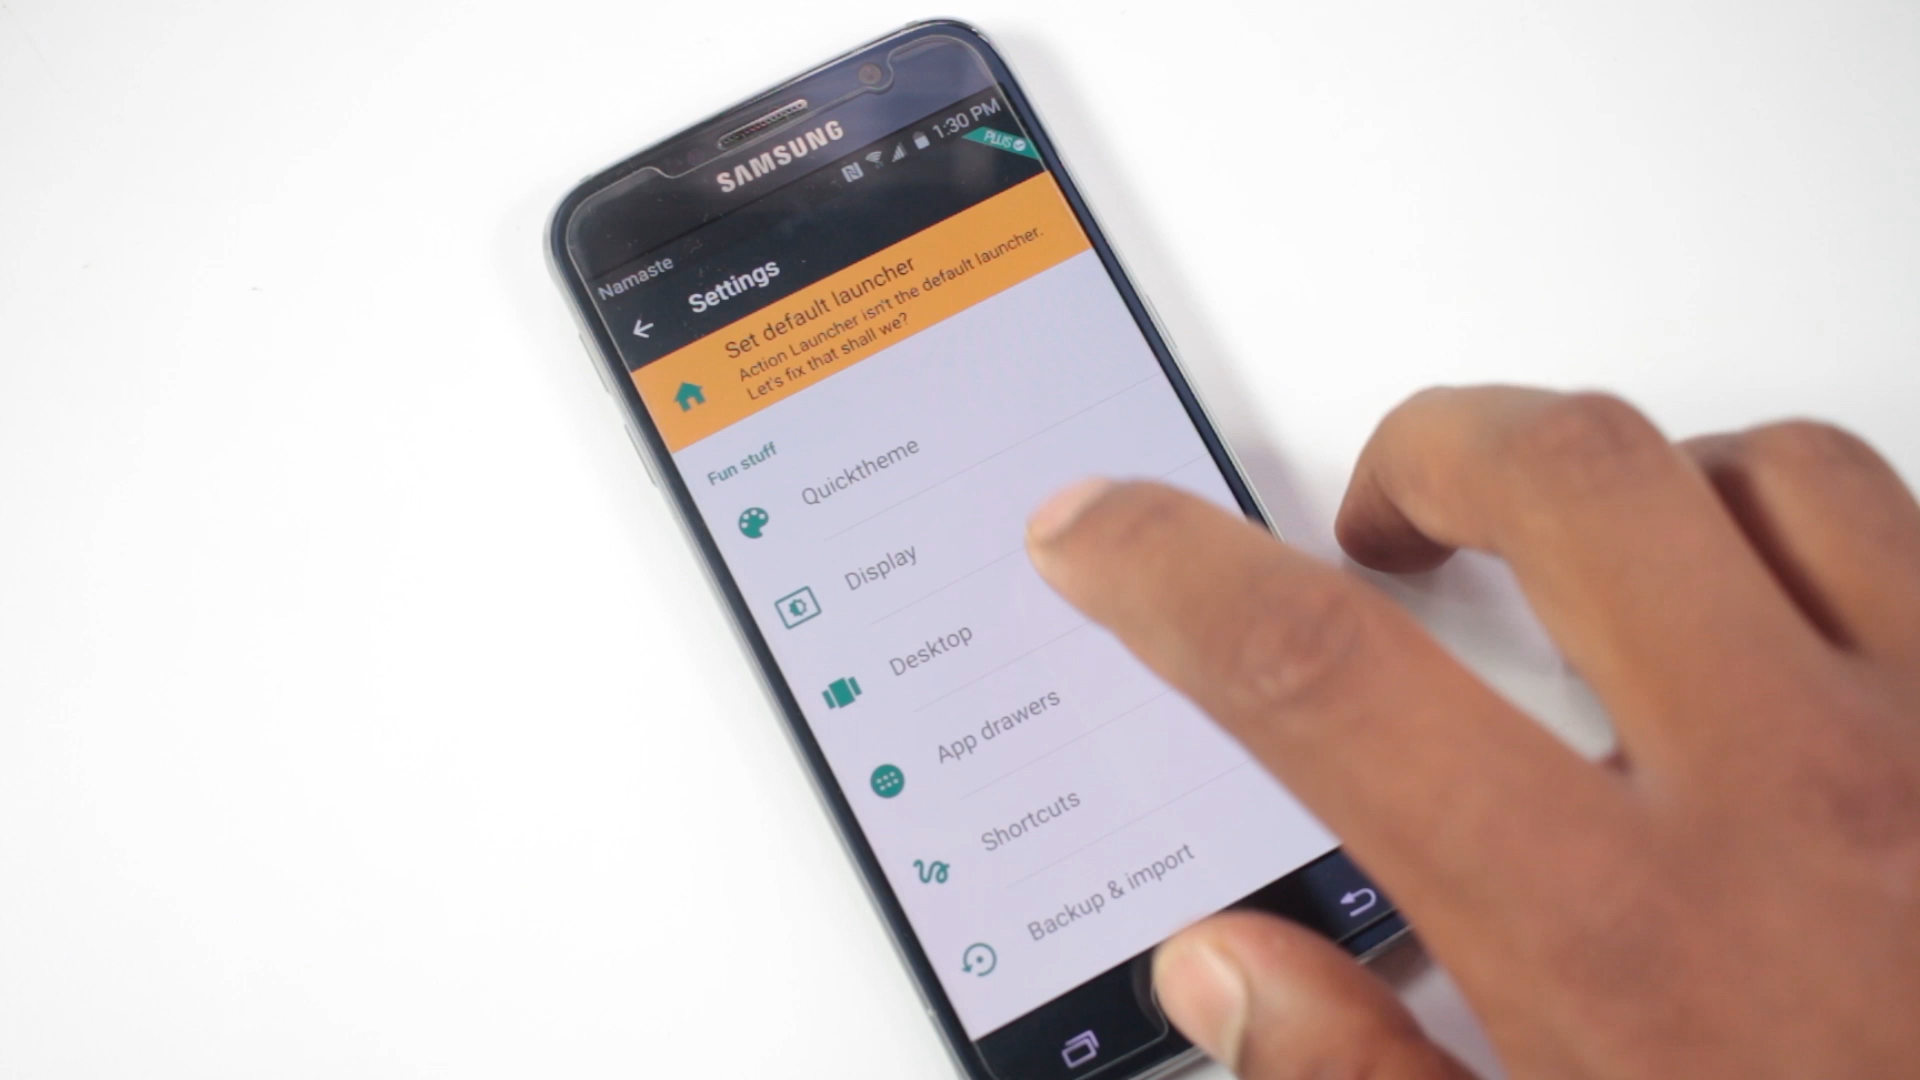 SAMSUNG
Namaste
1:30 PM
PLUS
Settings
Set default launcher
Action Launcher isn't the default launcher.
Let's fix that shall we?
Fun stuff
Quicktheme
Display
Desktop
App drawers
Shortcuts
Backup & import